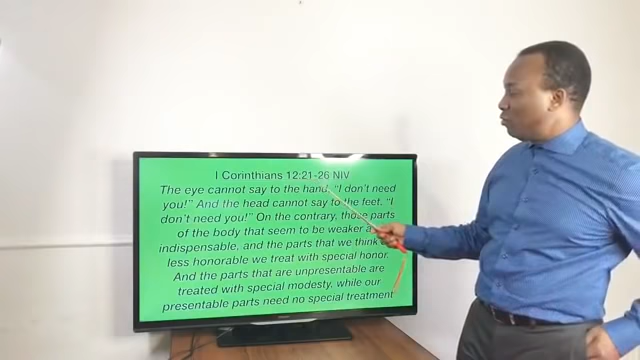 I Corinthians 12:21-26 NIV
The eye cannot say to the hand, “I don’t need
you!” And the head cannot say to the feet, “I
don’t need you!” On the contrary, those parts
of the body that seem to be weaker a
indispensable, and the parts that we think
less honorable we treat with special honor.
And the parts that are unpresentable are
treated with special modesty, while our
presentable parts need no special treatment